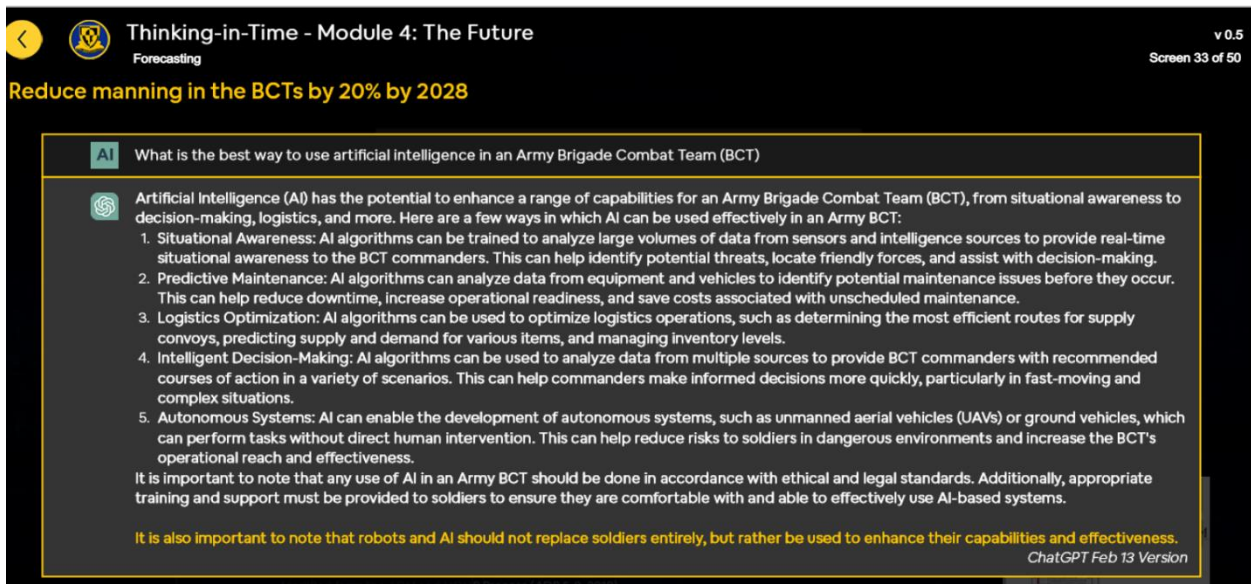 Thinking-in-Time - Module 4: The Future
v 0.5
Forecasting
Screen 33 of 50
Reduce manning in the BCTs by 20% by 2028
AI What is the best way to use artificial intelligence in an Army Brigade Combat Team (BCT)
Artificial Intelligence (AI) has the potential to enhance a range of capabilities for an Army Brigade Combat Team (BCT), from situational awareness to
decision-making, logistics, and more. Here are a few ways in which AI can be used effectively in an Army BCT:
1. Situational Awareness: AI algorithms can be trained to analyze large volumes of data from sensors and intelligence sources to provide real-time
situational awareness to the BCT commanders. This can help identify potential threats, locate friendly forces, and assist with decision-making.
2. Predictive Maintenance: AI algorithms can analyze data from equipment and vehicles to identify potential maintenance issues before they occur.
This can help reduce downtime, increase operational readiness, and save costs associated with unscheduled maintenance.
3. Logistics Optimization: AI algorithms can be used to optimize logistics operations, such as determining the most efficient routes for supply
convoys, predicting supply and demand for various items, and managing inventory levels.
4. Intelligent Decision-Making: AI algorithms can be used to analyze data from multiple sources to provide BCT commanders with recommended
courses of action in a variety of scenarios. This can help commanders make informed decisions more quickly, particularly in fast-moving and
complex situations.
5. Autonomous Systems: AI can enable the development of autonomous systems, such as unmanned aerial vehicles (UAVs) or ground vehicles, which
can perform tasks without direct human intervention. This can help reduce risks to soldiers in dangerous environments and increase the BCT's
operational reach and effectiveness.
It is important to note that any use of AI in an Army BCT should be done in accordance with ethical and legal standards. Additionally, appropriate
training and support must be provided to soldiers to ensure they are comfortable with and able to effectively use AI-based systems.
It is also important to note that robots and AI should not replace soldiers entirely, but rather be used to enhance their capabilities and effectiveness.
ChatGPT Feb 13 Version